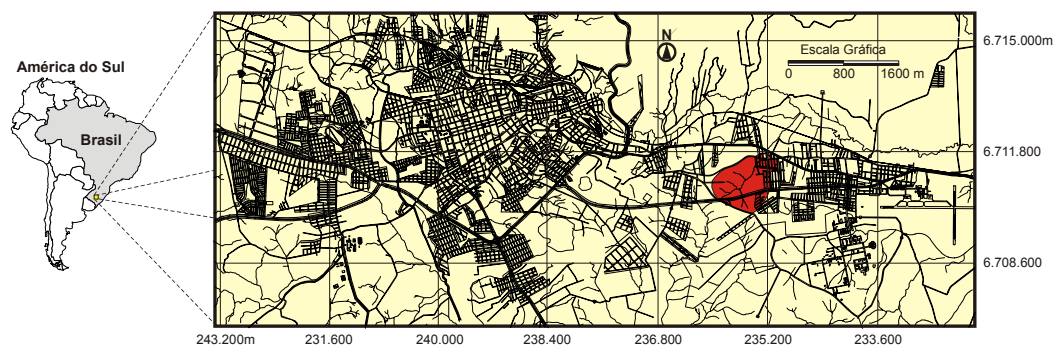 América do Sul
Brasil
N
Escala Gráfica
0 800 1600 m
6.715.000m
6.711.800
6.708.600
243.200m 231.600 240.000 238.400 236.800 235.200 233.600